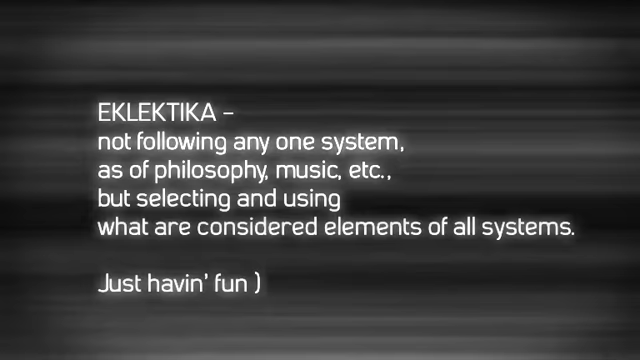 EKLEKTIKA –
not following any one system,
as of philosophy, music, etc.,
but selecting and using
what are considered elements of all systems.
Just havin' fun )